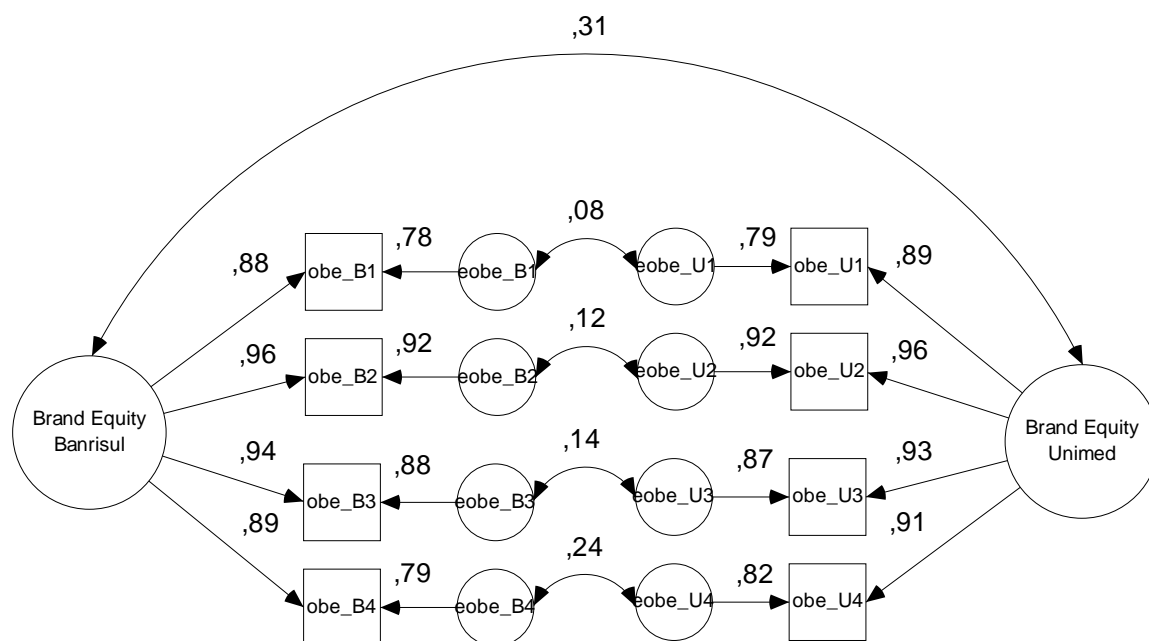 ,31
,08
,88 obe_B1 ,78 eobe_B1 eobe_U1 ,79 obe_U1 ,89
,12
,96 obe_B2 ,92 eobe_B2 eobe_U2 ,92 obe_U2 ,96
Brand Equity
Banrisul
Brand Equity
Unimed
,14
,94 obe_B3 ,88 eobe_B3 eobe_U3 ,87 obe_U3 ,93
,24
,89 obe_B4 ,79 eobe_B4 eobe_U4 ,82 obe_U4 ,91